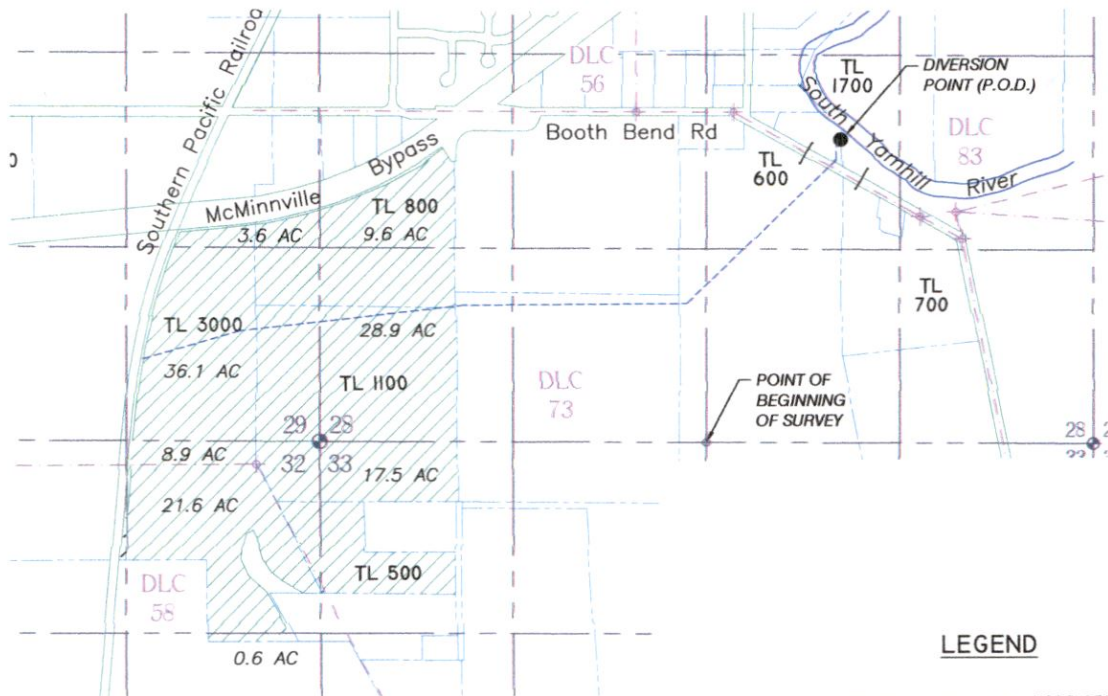 Southern Pacific Railroa
DLC
56
TL
1700
DIVERSION
POINT (P.O.D.)
South Yamhill River
DLC
83
Booth Bend Rd
McMinnville Bypass
TL
600
TL 800
3.6 AC
9.6 AC
TL
700
TL 3000
28.9 AC
36.1 AC
TL 1100
DLC
73
POINT OF
BEGINNING
OF SURVEY
29 28
32 33
28
8.9 AC
17.5 AC
21.6 AC
TL 500
DLC
58
0.6 AC
LEGEND